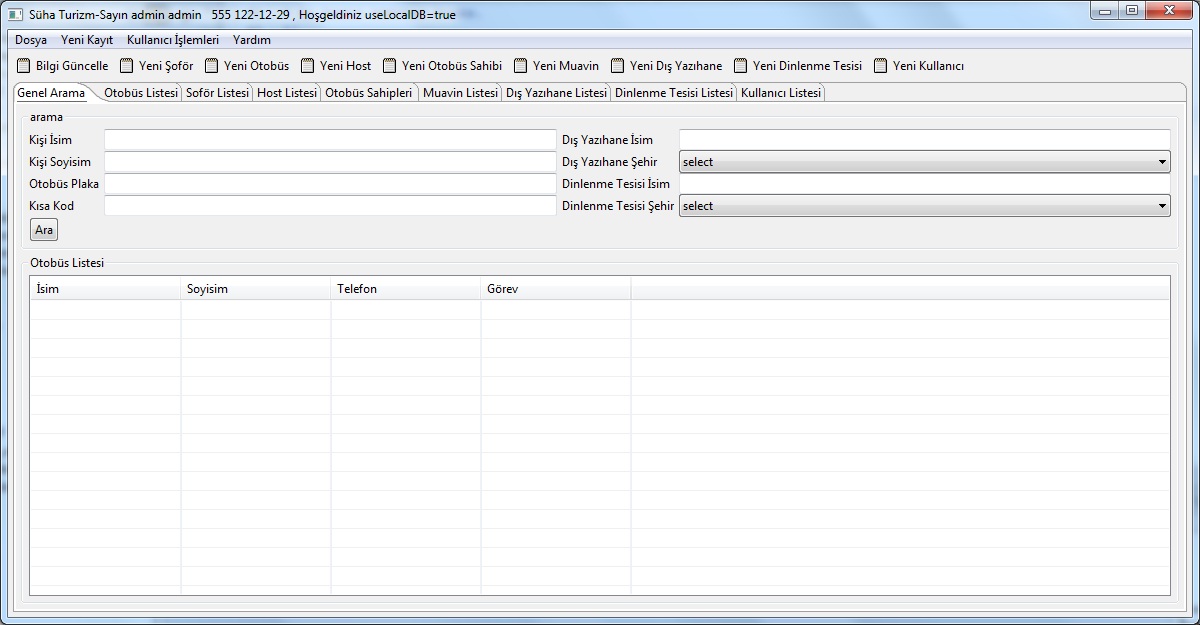 Süha Turizm-Sayın admin admin 555 122-12-29 , Hoşgeldiniz useLocalDB=true
Dosya Yeni Kayıt Kullanıcı İşlemleri Yardım
Bilgi Güncelle Yeni Şoför Yeni Otobüs Yeni Host Yeni Otobüs Sahibi Yeni Muavin Yeni Dış Yazıhane Yeni Dinlenme Tesisi Yeni Kullanıcı
Genel Arama Otobüs Listesi Soför Listesi Host Listesi Otobüs Sahipleri Muavin Listesi Dış Yazıhane Listesi Dinlenme Tesisi Listesi Kullanıcı Listesi
arama
Kişi İsim Dış Yazıhane İsim
Kişi Soyisim Dış Yazıhane Şehir select
Otobüs Plaka Dinlenme Tesisi İsim
Kısa Kod Dinlenme Tesisi Şehir select
Ara
Otobüs Listesi
İsim Soyisim Telefon Görev